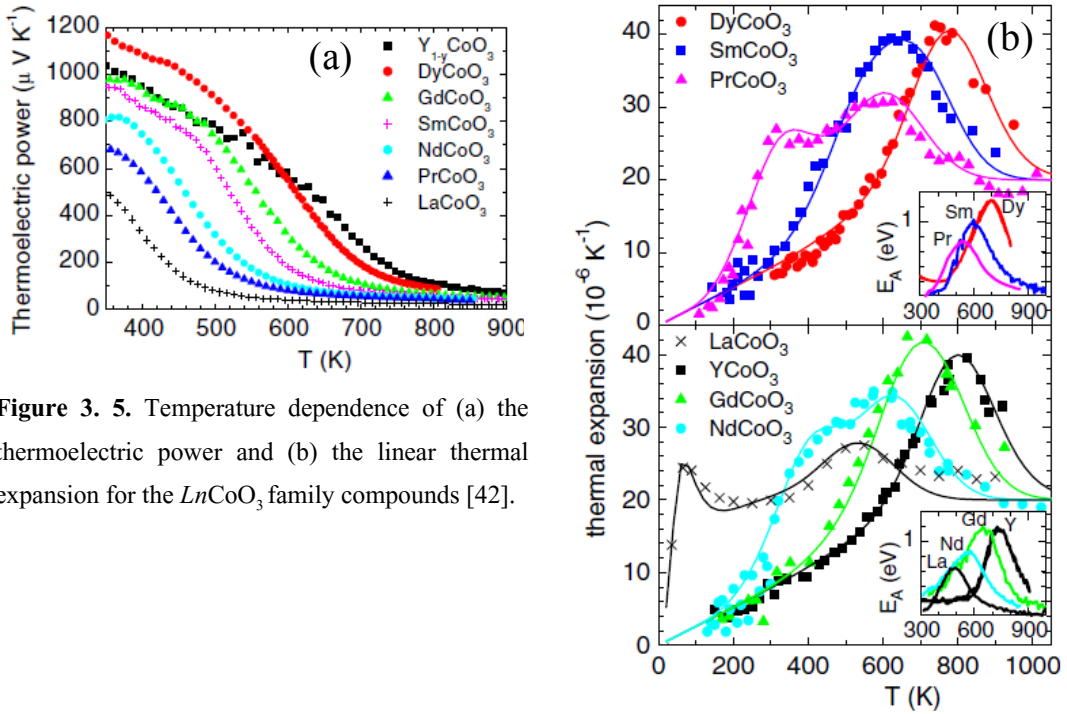 (a)
Thermoelectric power (μ V K⁻¹)
1200
1000
800
600
400
200
0
Y₁₋yCoO₃
DyCoO₃
GdCoO₃
SmCoO₃
NdCoO₃
PrCoO₃
LaCoO₃
400 500 600 700 800 900
T (K)
Figure 3. 5. Temperature dependence of (a) the
thermoelectric power and (b) the linear thermal
expansion for the LnCoO₃ family compounds [42].
(b)
thermal expansion (10⁻⁶ K⁻¹)
40
30
20
10
0
DyCoO₃
SmCoO₃
PrCoO₃
E_A (eV)
1
Sm
Dy
Pr
300 600 900
40
30
20
10
0
LaCoO₃
YCoO₃
GdCoO₃
NdCoO₃
E_A (eV)
1
Gd
Y
Nd
La
300 600 900
0 200 400 600 800 1000
T (K)